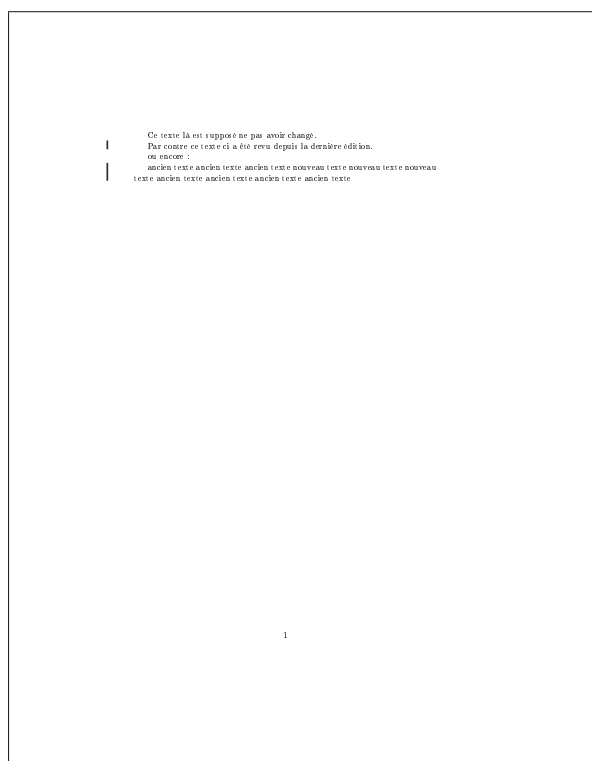 Ce texte là est supposé ne pas avoir changé.
Par contre ce texte ci a été revu depuis la dernière édition.
ou encore :
ancien texte ancien texte ancien texte nouveau texte nouveau texte nouveau
texte ancien texte ancien texte ancien texte ancien texte
1